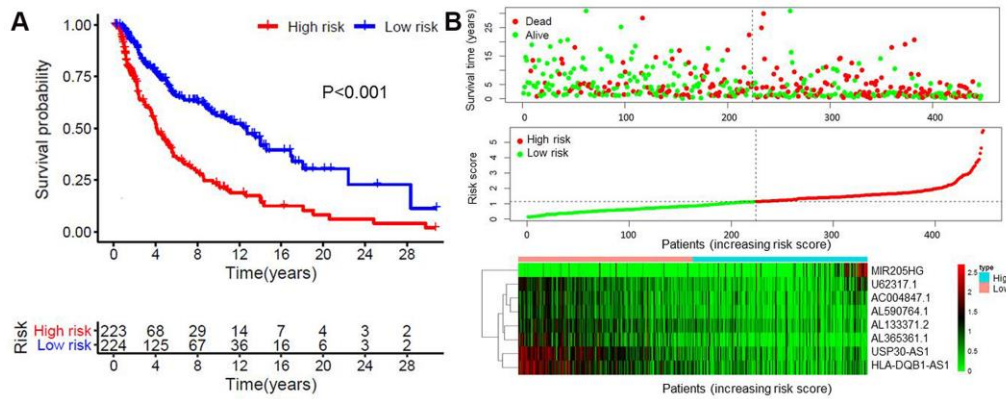 A
High risk Low risk
1.00
0.75
0.50
0.25
0.00
Survival probability
P<0.001
0 4 8 12 16 20 24 28
Time(years)
Risk
High risk 223 68 29 14 7 4 3 2
Low risk 224 125 67 36 16 6 3 2
0 4 8 12 16 20 24 28
Time(years)
B
Dead
Alive
Survival time (years)
0 5 15 25
0 100 200 300 400
High risk
Low risk
Risk score
0 1 2 3 4 5
0 100 200 300 400
Patients (increasing risk score)
MIR205HG
U62317.1
AC004847.1
AL590764.1
AL133371.2
AL365361.1
USP30-AS1
HLA-DQB1-AS1
2.5
2
1.5
1
0.5
0
type
Hig
Low
Patients (increasing risk score)